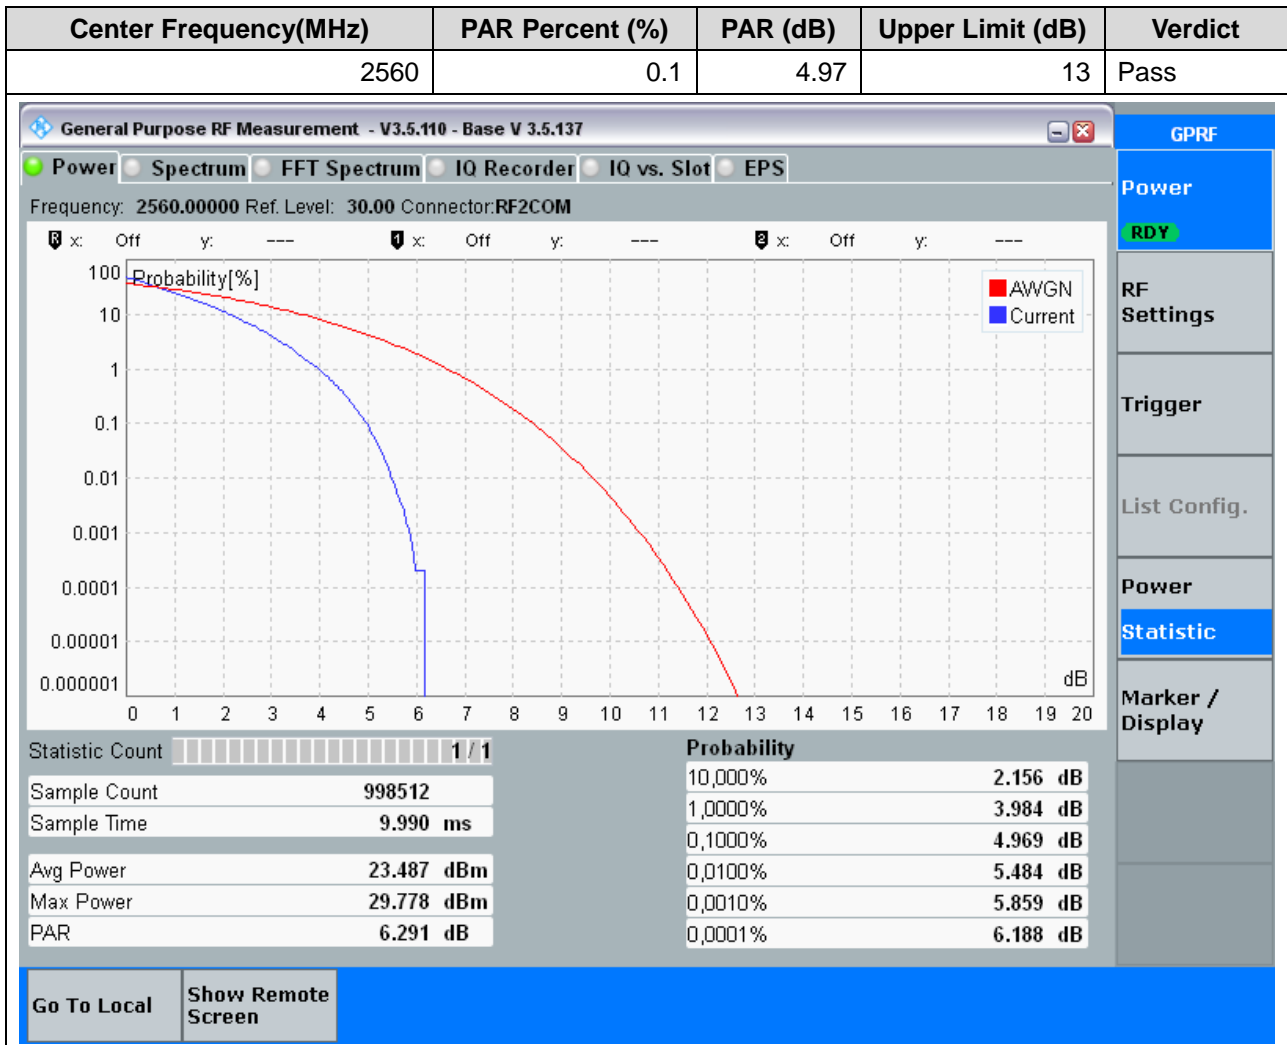 Center Frequency(MHz) PAR Percent (%) PAR (dB) Upper Limit (dB) Verdict
2560 0.1 4.97 13 Pass
General Purpose RF Measurement - V3.5.110 - Base V 3.5.137
GPRF
Power Spectrum FFT Spectrum IQ Recorder IQ vs. Slot EPS
Frequency: 2560.00000 Ref. Level: 30.00 Connector:RF2COM
Power
RDY
R x: Off y: --- 1 x: Off y: --- 2 x: Off y: ---
Probability[%]
AWGN
Current
100
10
1
0.1
0.01
0.001
0.0001
0.00001
0.000001
dB
0 1 2 3 4 5 6 7 8 9 10 11 12 13 14 15 16 17 18 19 20
RF
Settings
Trigger
List Config.
Power
Statistic
Marker /
Display
Statistic Count 1 / 1
Sample Count 998512
Sample Time 9.990 ms
Avg Power 23.487 dBm
Max Power 29.778 dBm
PAR 6.291 dB
Probability
10,000% 2.156 dB
1,0000% 3.984 dB
0,1000% 4.969 dB
0,0100% 5.484 dB
0,0010% 5.859 dB
0,0001% 6.188 dB
Go To Local
Show Remote
Screen